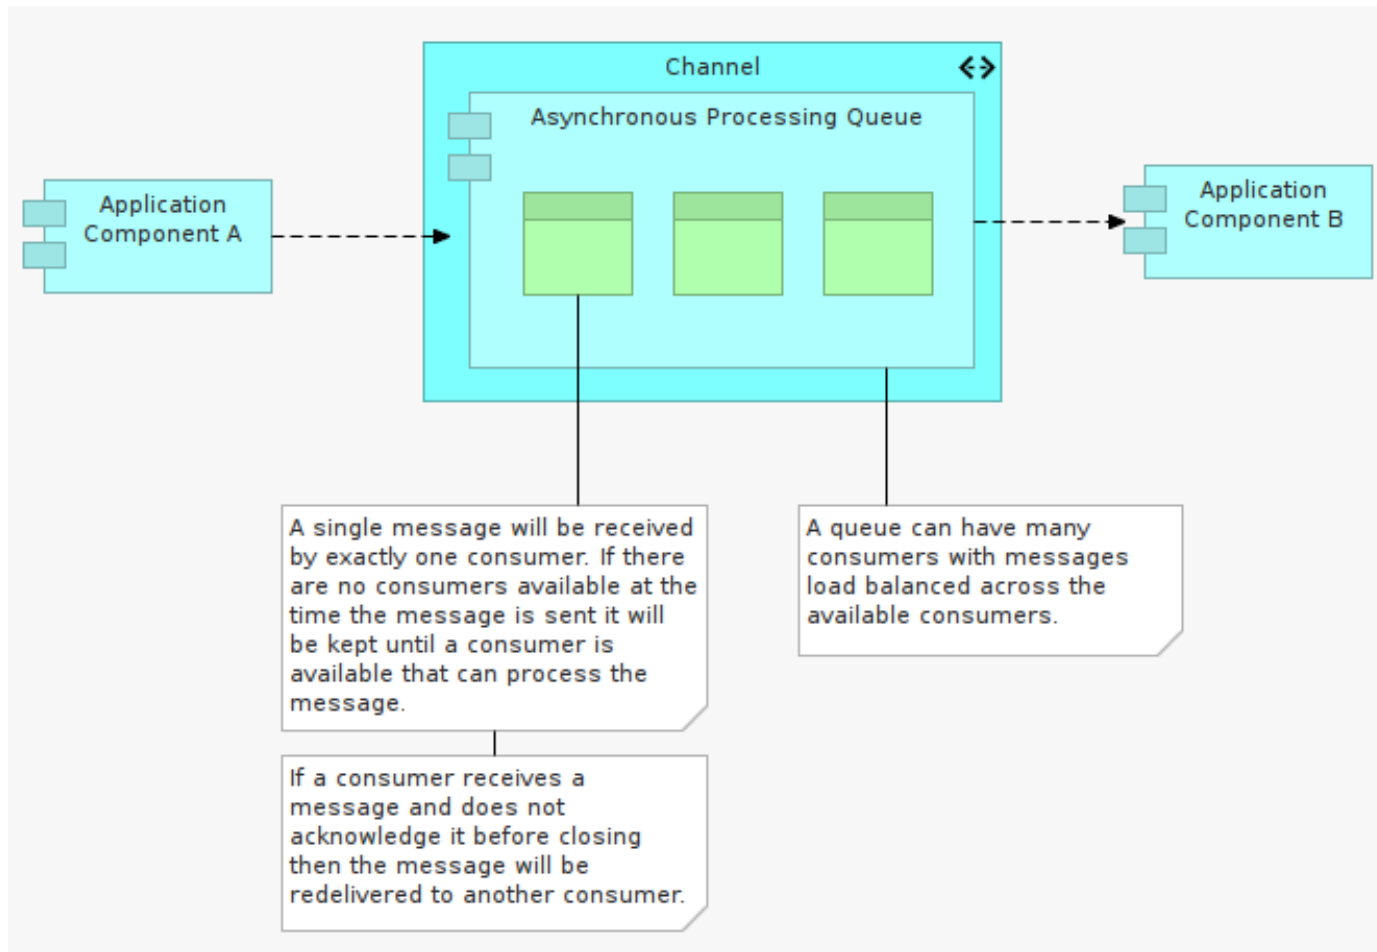 Channel
Asynchronous Processing Queue
Application
Component A
Application
Component B
A single message will be received
by exactly one consumer. If there
are no consumers available at the
time the message is sent it will
be kept until a consumer is
available that can process the
message.
A queue can have many
consumers with messages
load balanced across the
available consumers.
If a consumer receives a
message and does not
acknowledge it before closing
then the message will be
redelivered to another consumer.